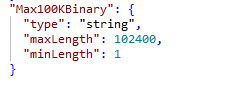 "Max100KBinary": {
  "type": "string",
  "maxLength": 102400,
  "minLength": 1
}